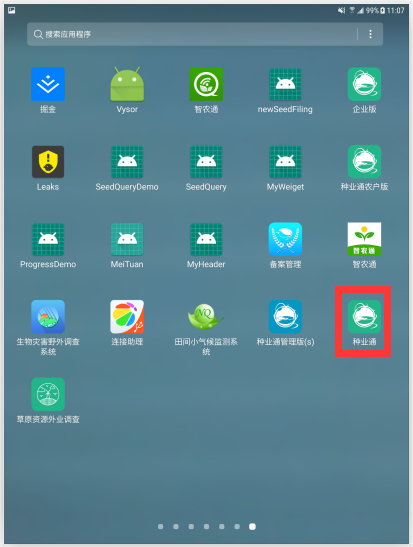 99% 11:07
搜索应用程序
掘金
Vysor
智农通
newSeedFiling
企业版
Leaks
SeedQueryDemo
SeedQuery
MyWeiget
种业通农户版
智农通
ProgressDemo
MeiTuan
MyHeader
备案管理
智农通
VQ
生物灾害野外调查
系统
连接助理
田间小气候监测系
统
种业通管理版(s)
种业通
草原资源外业调查